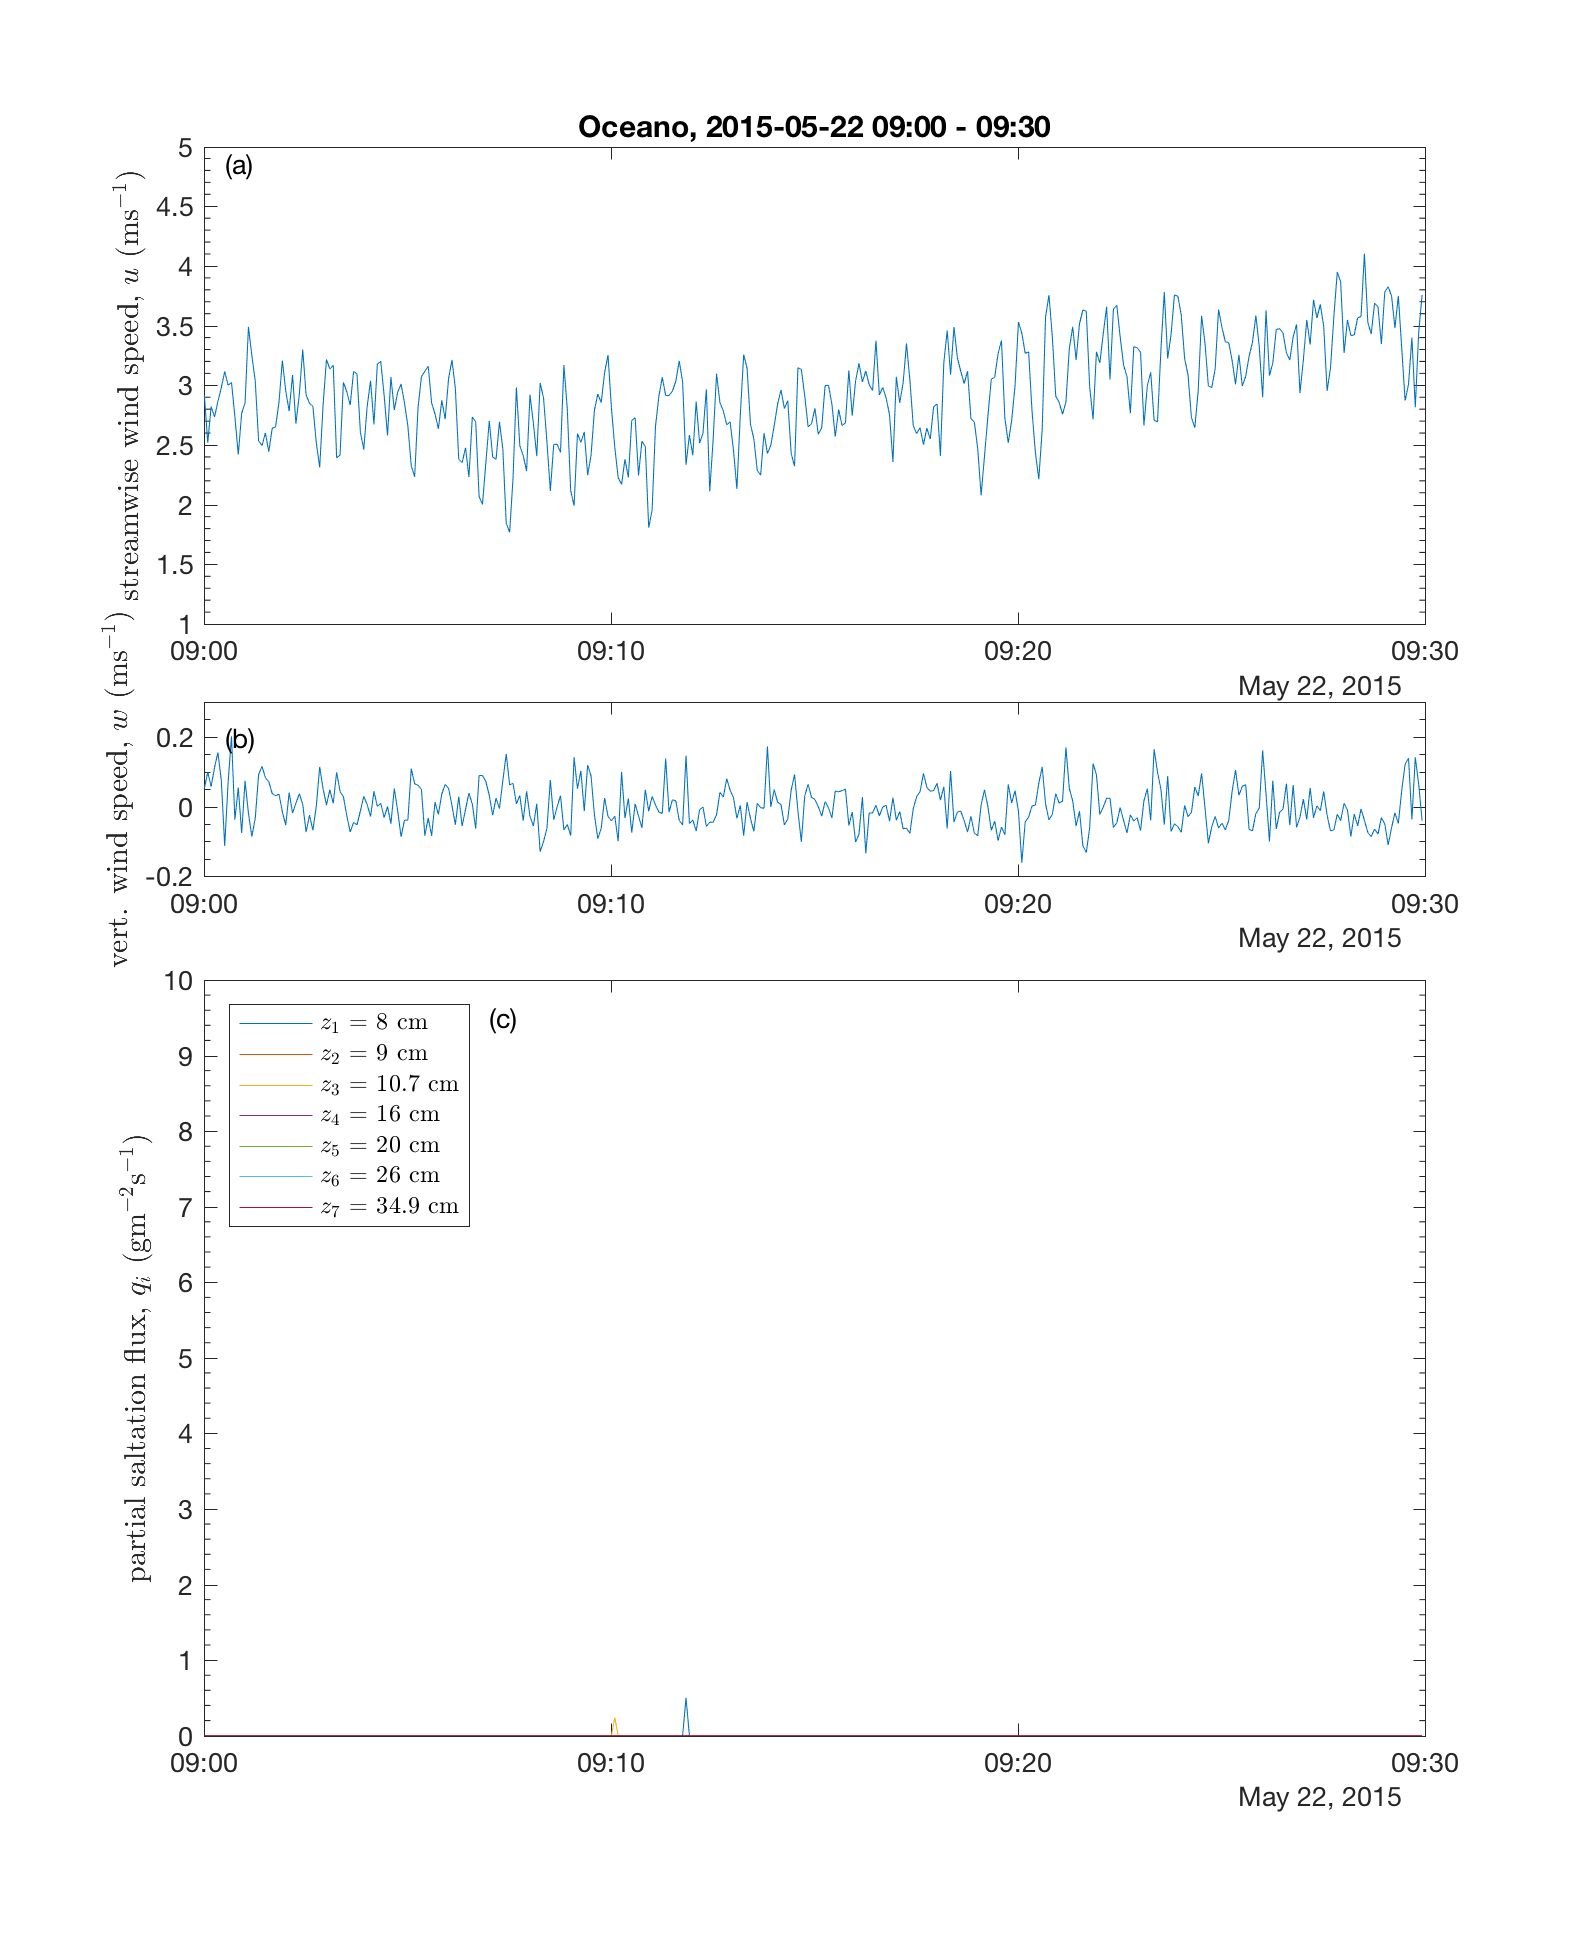 Oceano, 2015-05-22 09:00 - 09:30
(a)
streamwise wind speed, u (ms⁻¹)
5
4.5
4
3.5
3
2.5
2
1.5
1
09:00 09:10 09:20 09:30
May 22, 2015
(b)
vert. wind speed, w (ms⁻¹)
0.2
0
-0.2
09:00 09:10 09:20 09:30
May 22, 2015
(c)
partial saltation flux, qᵢ (gm⁻²s⁻¹)
10
9
8
7
6
5
4
3
2
1
0
z₁ = 8 cm
z₂ = 9 cm
z₃ = 10.7 cm
z₄ = 16 cm
z₅ = 20 cm
z₆ = 26 cm
z₇ = 34.9 cm
09:00 09:10 09:20 09:30
May 22, 2015